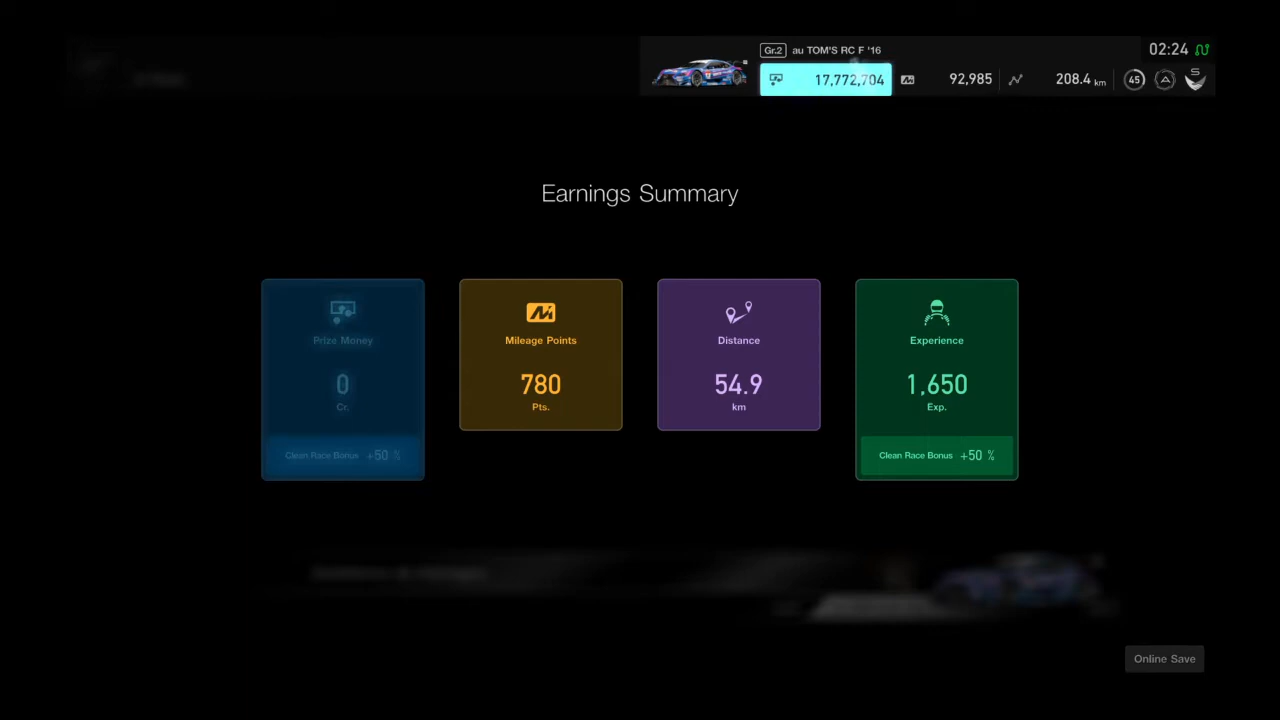 Gr.2 au TOM'S RC F '16
02:24
17,772,704
92,985
208.4 km
45
A
S
Earnings Summary
Prize Money
0
Cr.
Clean Race Bonus +50 %
Mileage Points
780
Pts.
Distance
54.9
km
Experience
1,650
Exp.
Clean Race Bonus +50 %
Online Save